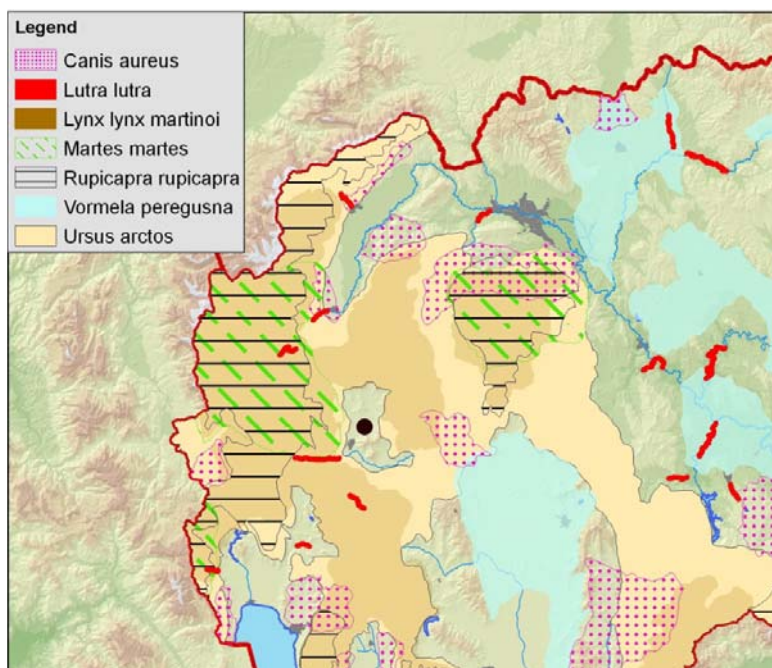 Legend
Canis aureus
Lutra lutra
Lynx lynx martinoi
Martes martes
Rupicapra rupicapra
Vormela peregusna
Ursus arctos